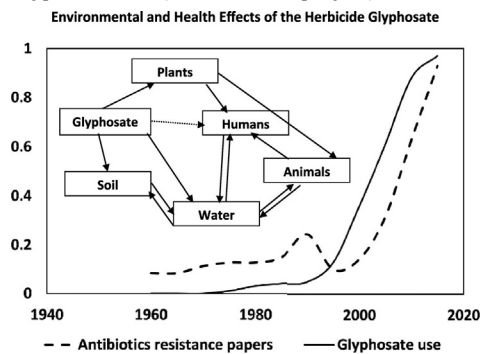 Environmental and Health Effects of the Herbicide Glyphosate
1
0.8
0.6
0.4
0.2
0
Plants
Glyphosate
Humans
Animals
Soil
Water
1940 1960 1980 2000 2020
Antibiotics resistance papers Glyphosate use